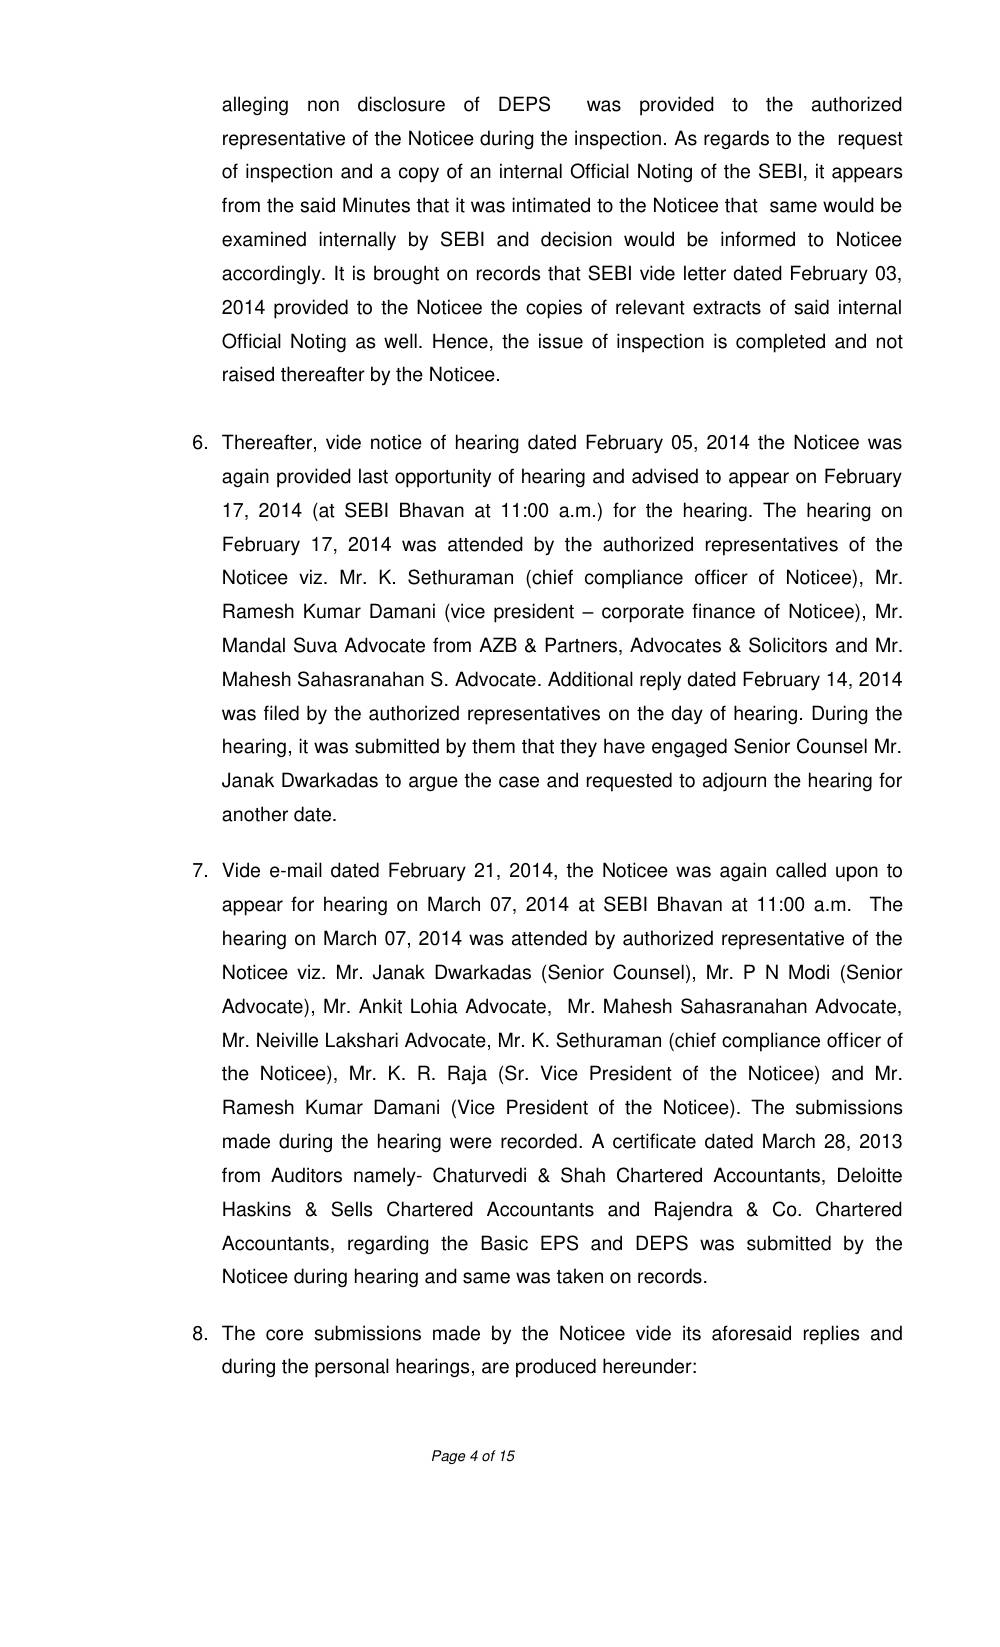 alleging non disclosure of DEPS was provided to the authorized
representative of the Noticee during the inspection. As regards to the request
of inspection and a copy of an internal Official Noting of the SEBI, it appears
from the said Minutes that it was intimated to the Noticee that same would be
examined internally by SEBI and decision would be informed to Noticee
accordingly. It is brought on records that SEBI vide letter dated February 03,
2014 provided to the Noticee the copies of relevant extracts of said internal
Official Noting as well. Hence, the issue of inspection is completed and not
raised thereafter by the Noticee.
6. Thereafter, vide notice of hearing dated February 05, 2014 the Noticee was
again provided last opportunity of hearing and advised to appear on February
17, 2014 (at SEBI Bhavan at 11:00 a.m.) for the hearing. The hearing on
February 17, 2014 was attended by the authorized representatives of the
Noticee viz. Mr. K. Sethuraman (chief compliance officer of Noticee), Mr.
Ramesh Kumar Damani (vice president – corporate finance of Noticee), Mr.
Mandal Suva Advocate from AZB & Partners, Advocates & Solicitors and Mr.
Mahesh Sahasranahan S. Advocate. Additional reply dated February 14, 2014
was filed by the authorized representatives on the day of hearing. During the
hearing, it was submitted by them that they have engaged Senior Counsel Mr.
Janak Dwarkadas to argue the case and requested to adjourn the hearing for
another date.
7. Vide e-mail dated February 21, 2014, the Noticee was again called upon to
appear for hearing on March 07, 2014 at SEBI Bhavan at 11:00 a.m. The
hearing on March 07, 2014 was attended by authorized representative of the
Noticee viz. Mr. Janak Dwarkadas (Senior Counsel), Mr. P N Modi (Senior
Advocate), Mr. Ankit Lohia Advocate, Mr. Mahesh Sahasranahan Advocate,
Mr. Neiville Lakshari Advocate, Mr. K. Sethuraman (chief compliance officer of
the Noticee), Mr. K. R. Raja (Sr. Vice President of the Noticee) and Mr.
Ramesh Kumar Damani (Vice President of the Noticee). The submissions
made during the hearing were recorded. A certificate dated March 28, 2013
from Auditors namely- Chaturvedi & Shah Chartered Accountants, Deloitte
Haskins & Sells Chartered Accountants and Rajendra & Co. Chartered
Accountants, regarding the Basic EPS and DEPS was submitted by the
Noticee during hearing and same was taken on records.
8. The core submissions made by the Noticee vide its aforesaid replies and
during the personal hearings, are produced hereunder:
Page 4 of 15